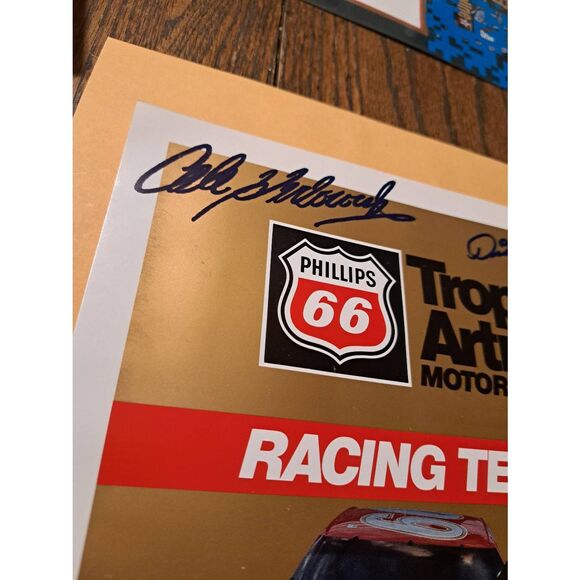 PHILLIPS
66
Trop
Arti
MOTOR
RACING TE